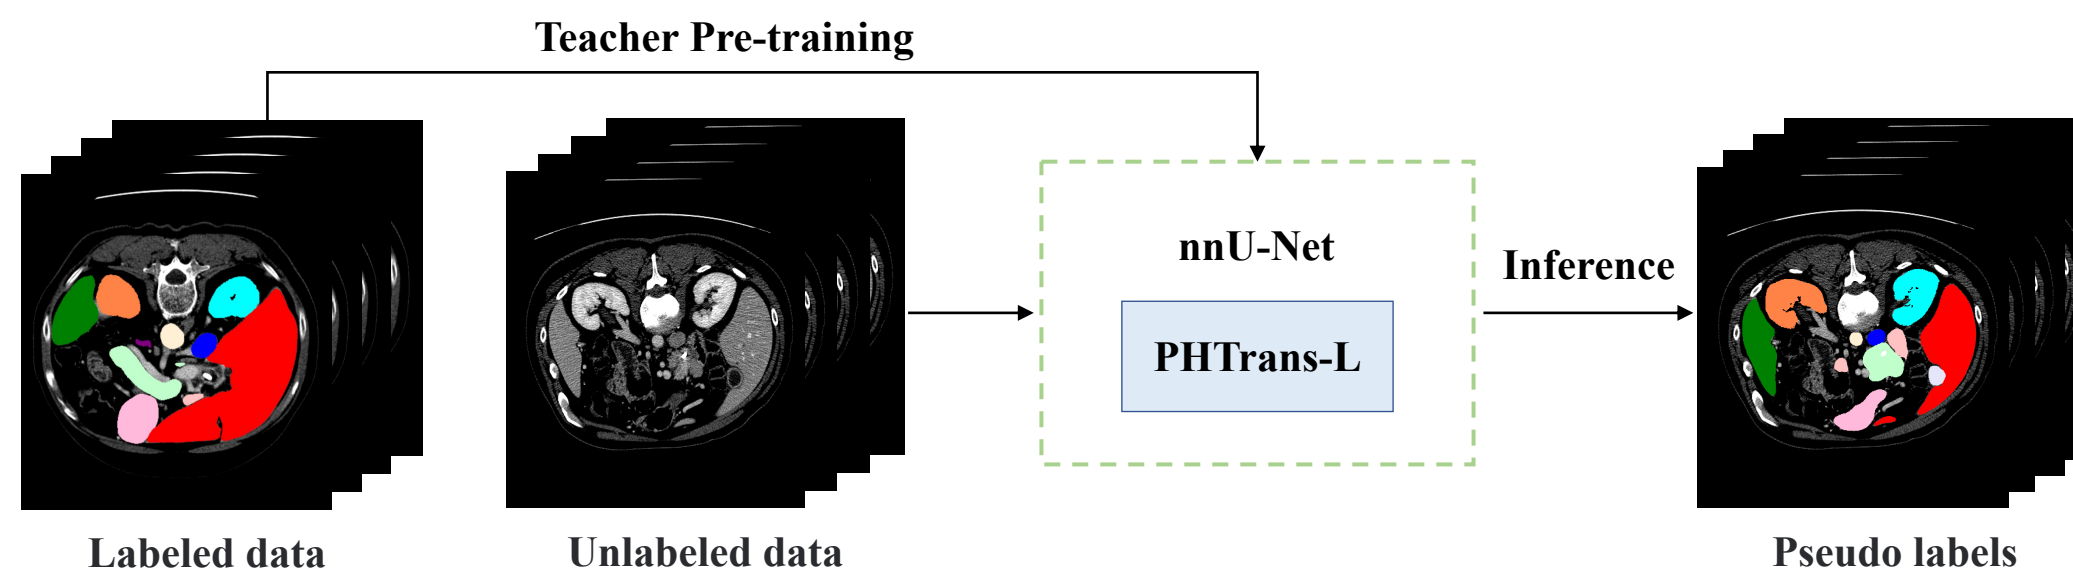 Teacher Pre-training
nnU-Net
Inference
PHTrans-L
Labeled data
Unlabeled data
Pseudo labels